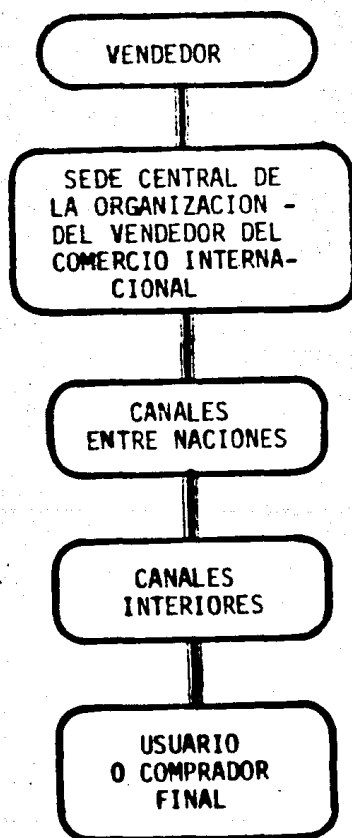 VENDEDOR
SEDE CENTRAL DE
LA ORGANIZACION -
DEL VENDEDOR DEL
COMERCIO INTERNA-
CIONAL
CANALES
ENTRE NACIONES
CANALES
INTERIORES
USUARIO
O COMPRADOR
FINAL